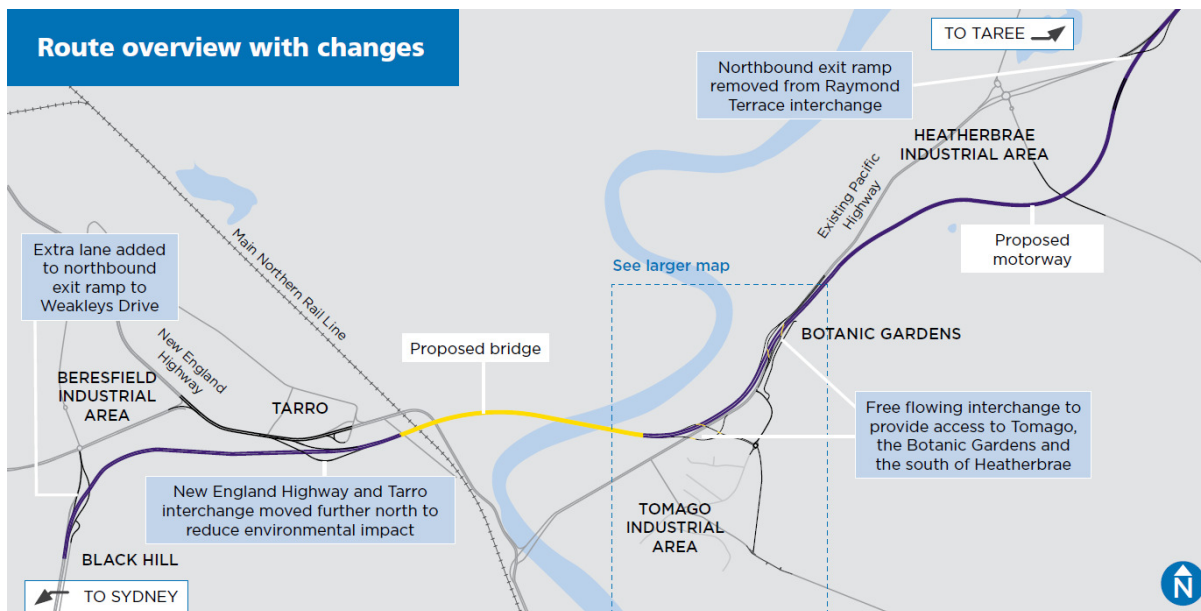 Route overview with changes
TO TAREE
Northbound exit ramp
removed from Raymond
Terrace interchange
HEATHERBRAE
INDUSTRIAL AREA
Existing Pacific
Highway
Main Northern Rail Line
Extra lane added
to northbound
exit ramp to
Weakleys Drive
Proposed
motorway
See larger map
New England
Highway
BOTANIC GARDENS
Proposed bridge
BERESFIELD
INDUSTRIAL
AREA
TARRO
Free flowing interchange to
provide access to Tomago,
the Botanic Gardens and
the south of Heatherbrae
New England Highway and Tarro
interchange moved further north to
reduce environmental impact
TOMAGO
INDUSTRIAL
AREA
BLACK HILL
TO SYDNEY
N